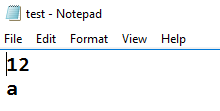 test - Notepad
File Edit Format View Help
12
a